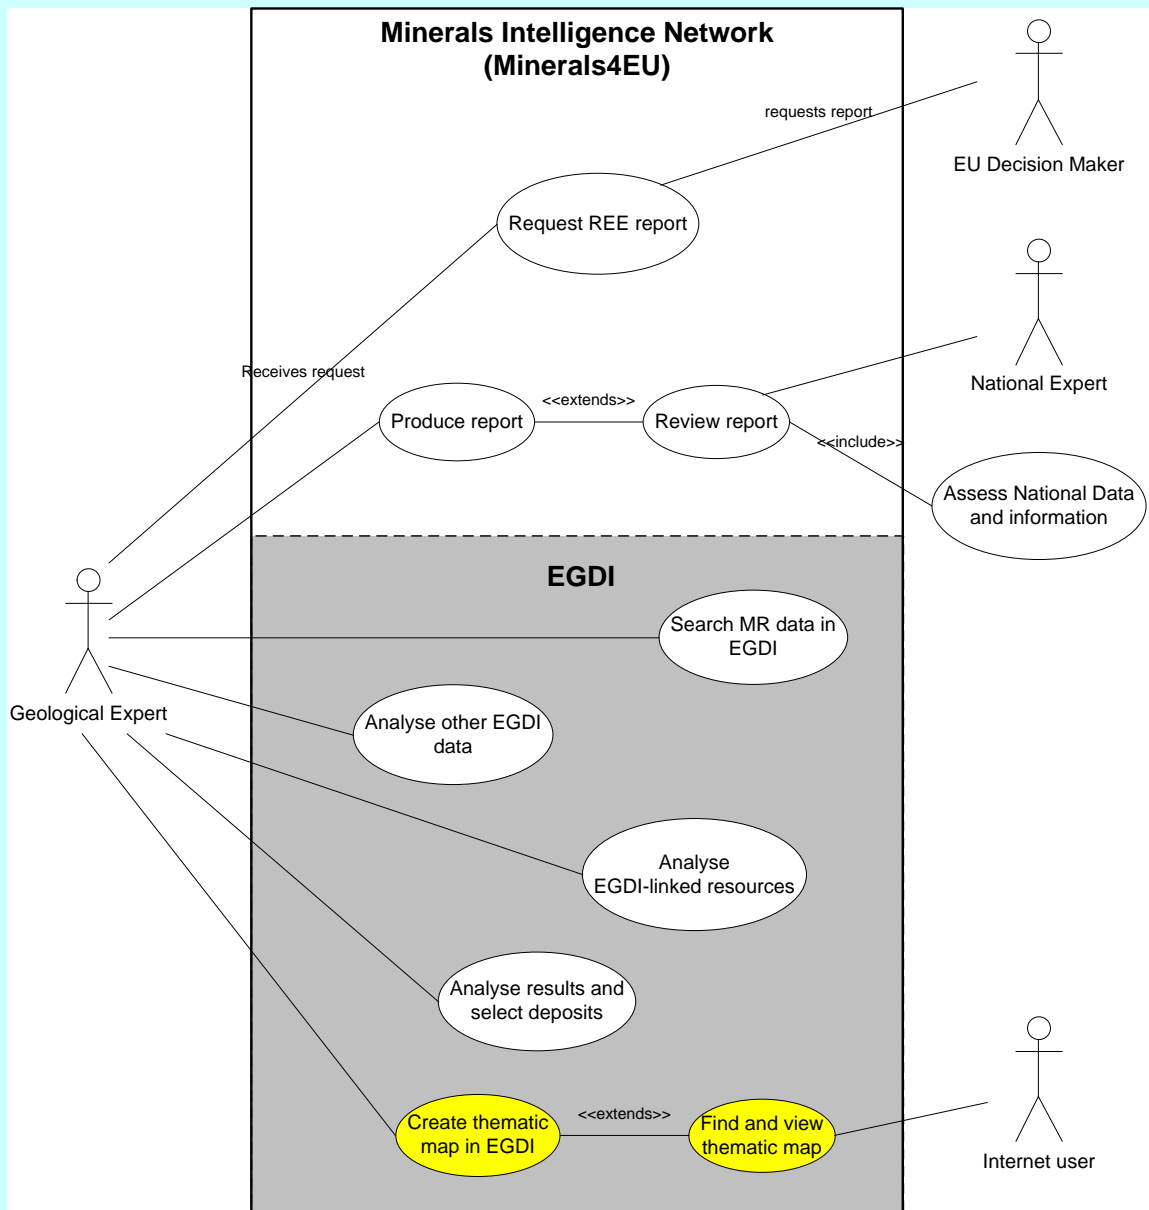 Minerals Intelligence Network
(Minerals4EU)
requests report
EU Decision Maker
Request REE report
Receives request
National Expert
Produce report
<<extends>>
Review report
<<include>>
Assess National Data
and information
EGDI
Search MR data in
EGDI
Geological Expert
Analyse other EGDI
data
Analyse
EGDI-linked resources
Analyse results and
select deposits
Create thematic
map in EGDI
<<extends>>
Find and view
thematic map
Internet user